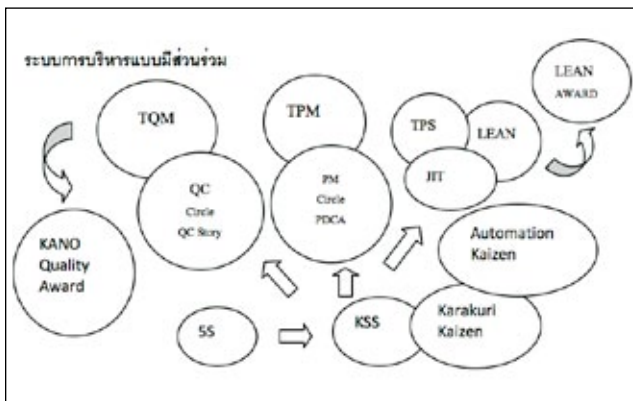 ระบบการบริหารแบบมีส่วนร่วม
LEAN
AWARD
TQM
TPM
TPS
LEAN
JIT
QC
Circle
QC Story
PM
Circle
PDCA
KANO
Quality
Award
Automation
Kaizen
5S
KSS
Karakuri
Kaizen